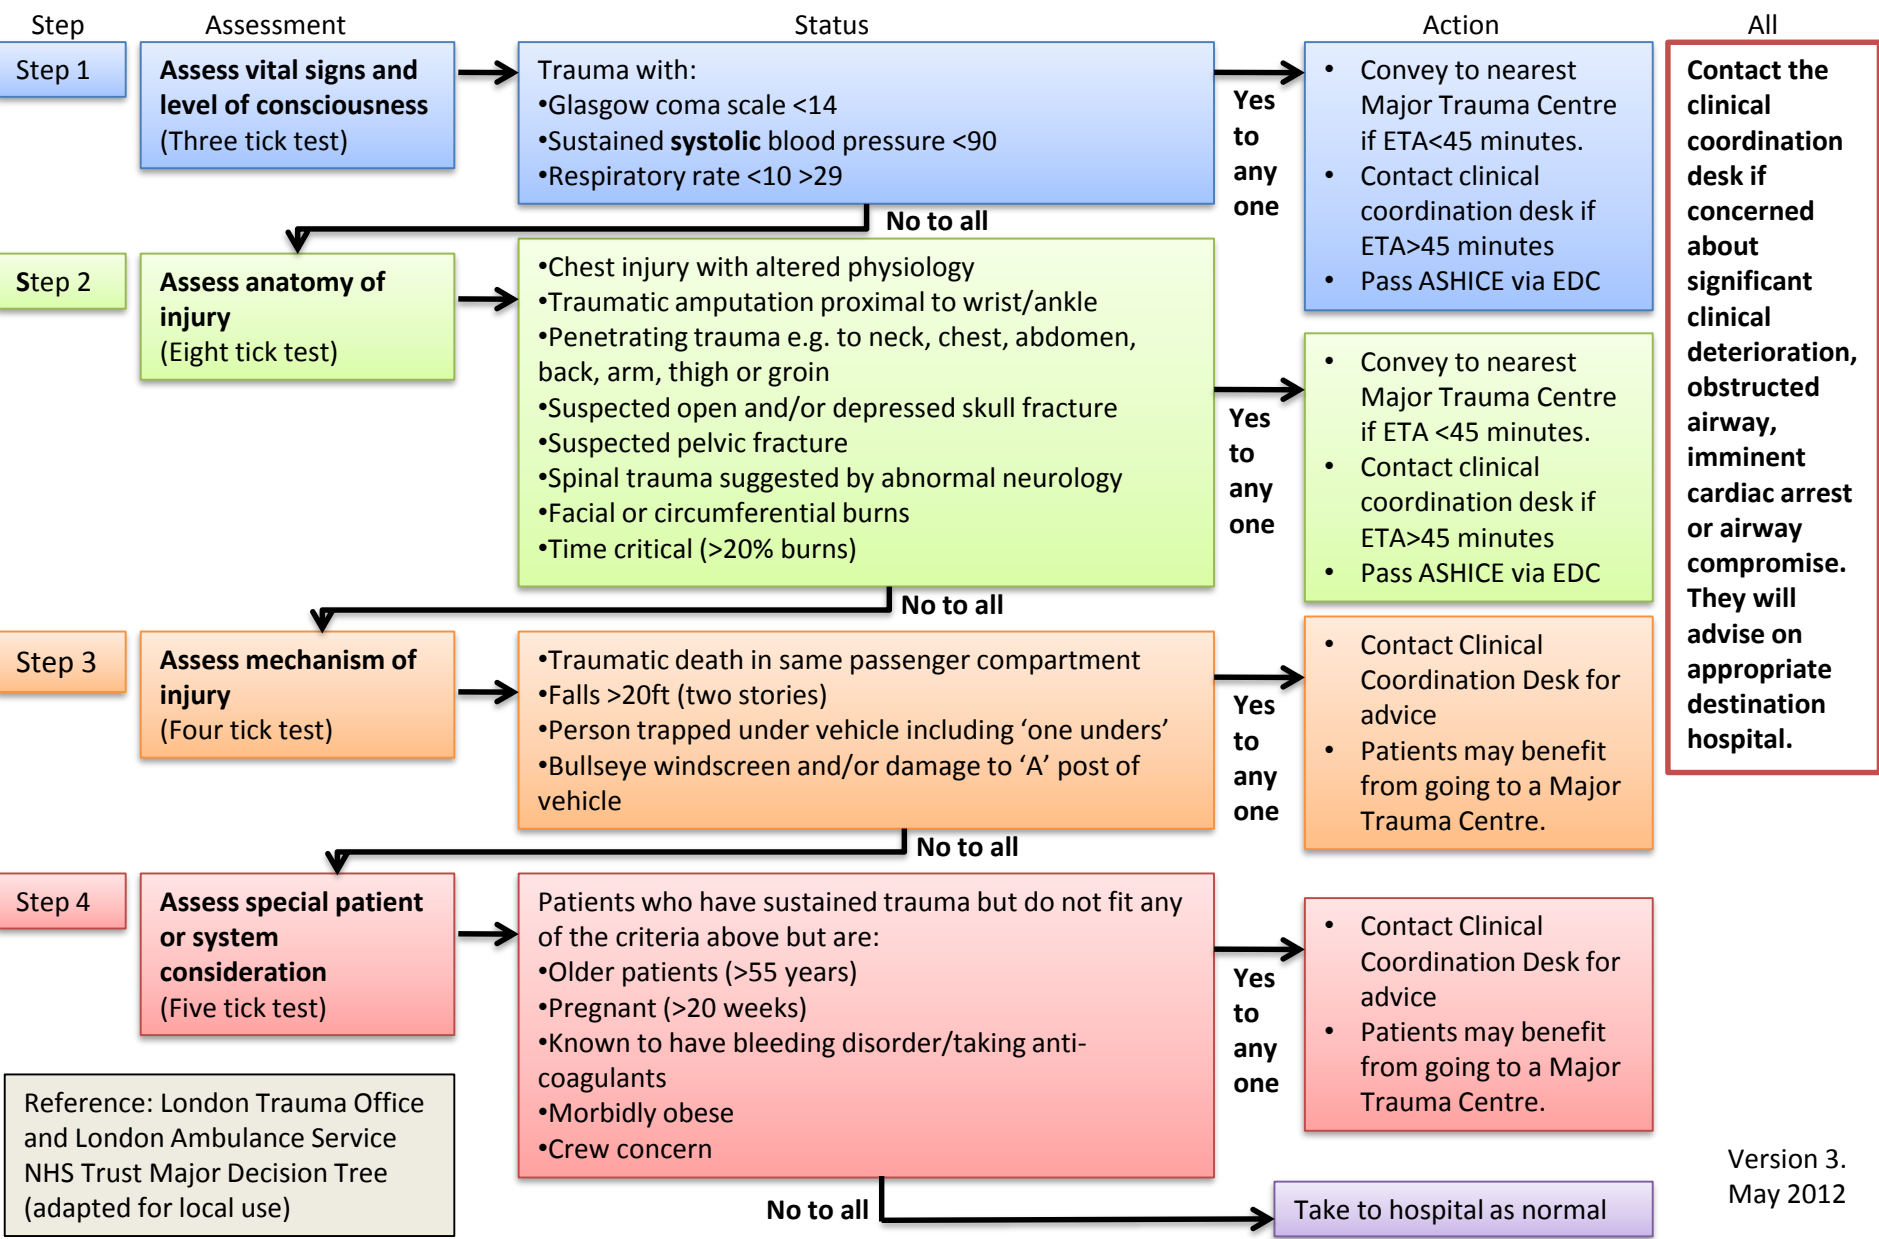 Step
Assessment
Status
Action
All
Step 1
Assess vital signs and
level of consciousness
(Three tick test)
Trauma with:
•Glasgow coma scale <14
•Sustained systolic blood pressure <90
•Respiratory rate <10 >29
Yes
to
any
one
• Convey to nearest
Major Trauma Centre
if ETA<45 minutes.
• Contact clinical
coordination desk if
ETA>45 minutes
• Pass ASHICE via EDC
No to all
Step 2
Assess anatomy of
injury
(Eight tick test)
•Chest injury with altered physiology
•Traumatic amputation proximal to wrist/ankle
•Penetrating trauma e.g. to neck, chest, abdomen,
back, arm, thigh or groin
•Suspected open and/or depressed skull fracture
•Suspected pelvic fracture
•Spinal trauma suggested by abnormal neurology
•Facial or circumferential burns
•Time critical (>20% burns)
Yes
to
any
one
• Convey to nearest
Major Trauma Centre
if ETA <45 minutes.
• Contact clinical
coordination desk if
ETA>45 minutes
• Pass ASHICE via EDC
No to all
Step 3
Assess mechanism of
injury
(Four tick test)
•Traumatic death in same passenger compartment
•Falls >20ft (two stories)
•Person trapped under vehicle including ‘one unders’
•Bullseye windscreen and/or damage to ‘A’ post of
vehicle
Yes
to
any
one
• Contact Clinical
Coordination Desk for
advice
• Patients may benefit
from going to a Major
Trauma Centre.
No to all
Step 4
Assess special patient
or system
consideration
(Five tick test)
Patients who have sustained trauma but do not fit any
of the criteria above but are:
•Older patients (>55 years)
•Pregnant (>20 weeks)
•Known to have bleeding disorder/taking anti-
coagulants
•Morbidly obese
•Crew concern
Yes
to
any
one
• Contact Clinical
Coordination Desk for
advice
• Patients may benefit
from going to a Major
Trauma Centre.
No to all
Take to hospital as normal
Contact the
clinical
coordination
desk if
concerned
about
significant
clinical
deterioration,
obstructed
airway,
imminent
cardiac arrest
or airway
compromise.
They will
advise on
appropriate
destination
hospital.
Reference: London Trauma Office
and London Ambulance Service
NHS Trust Major Decision Tree
(adapted for local use)
Version 3.
May 2012